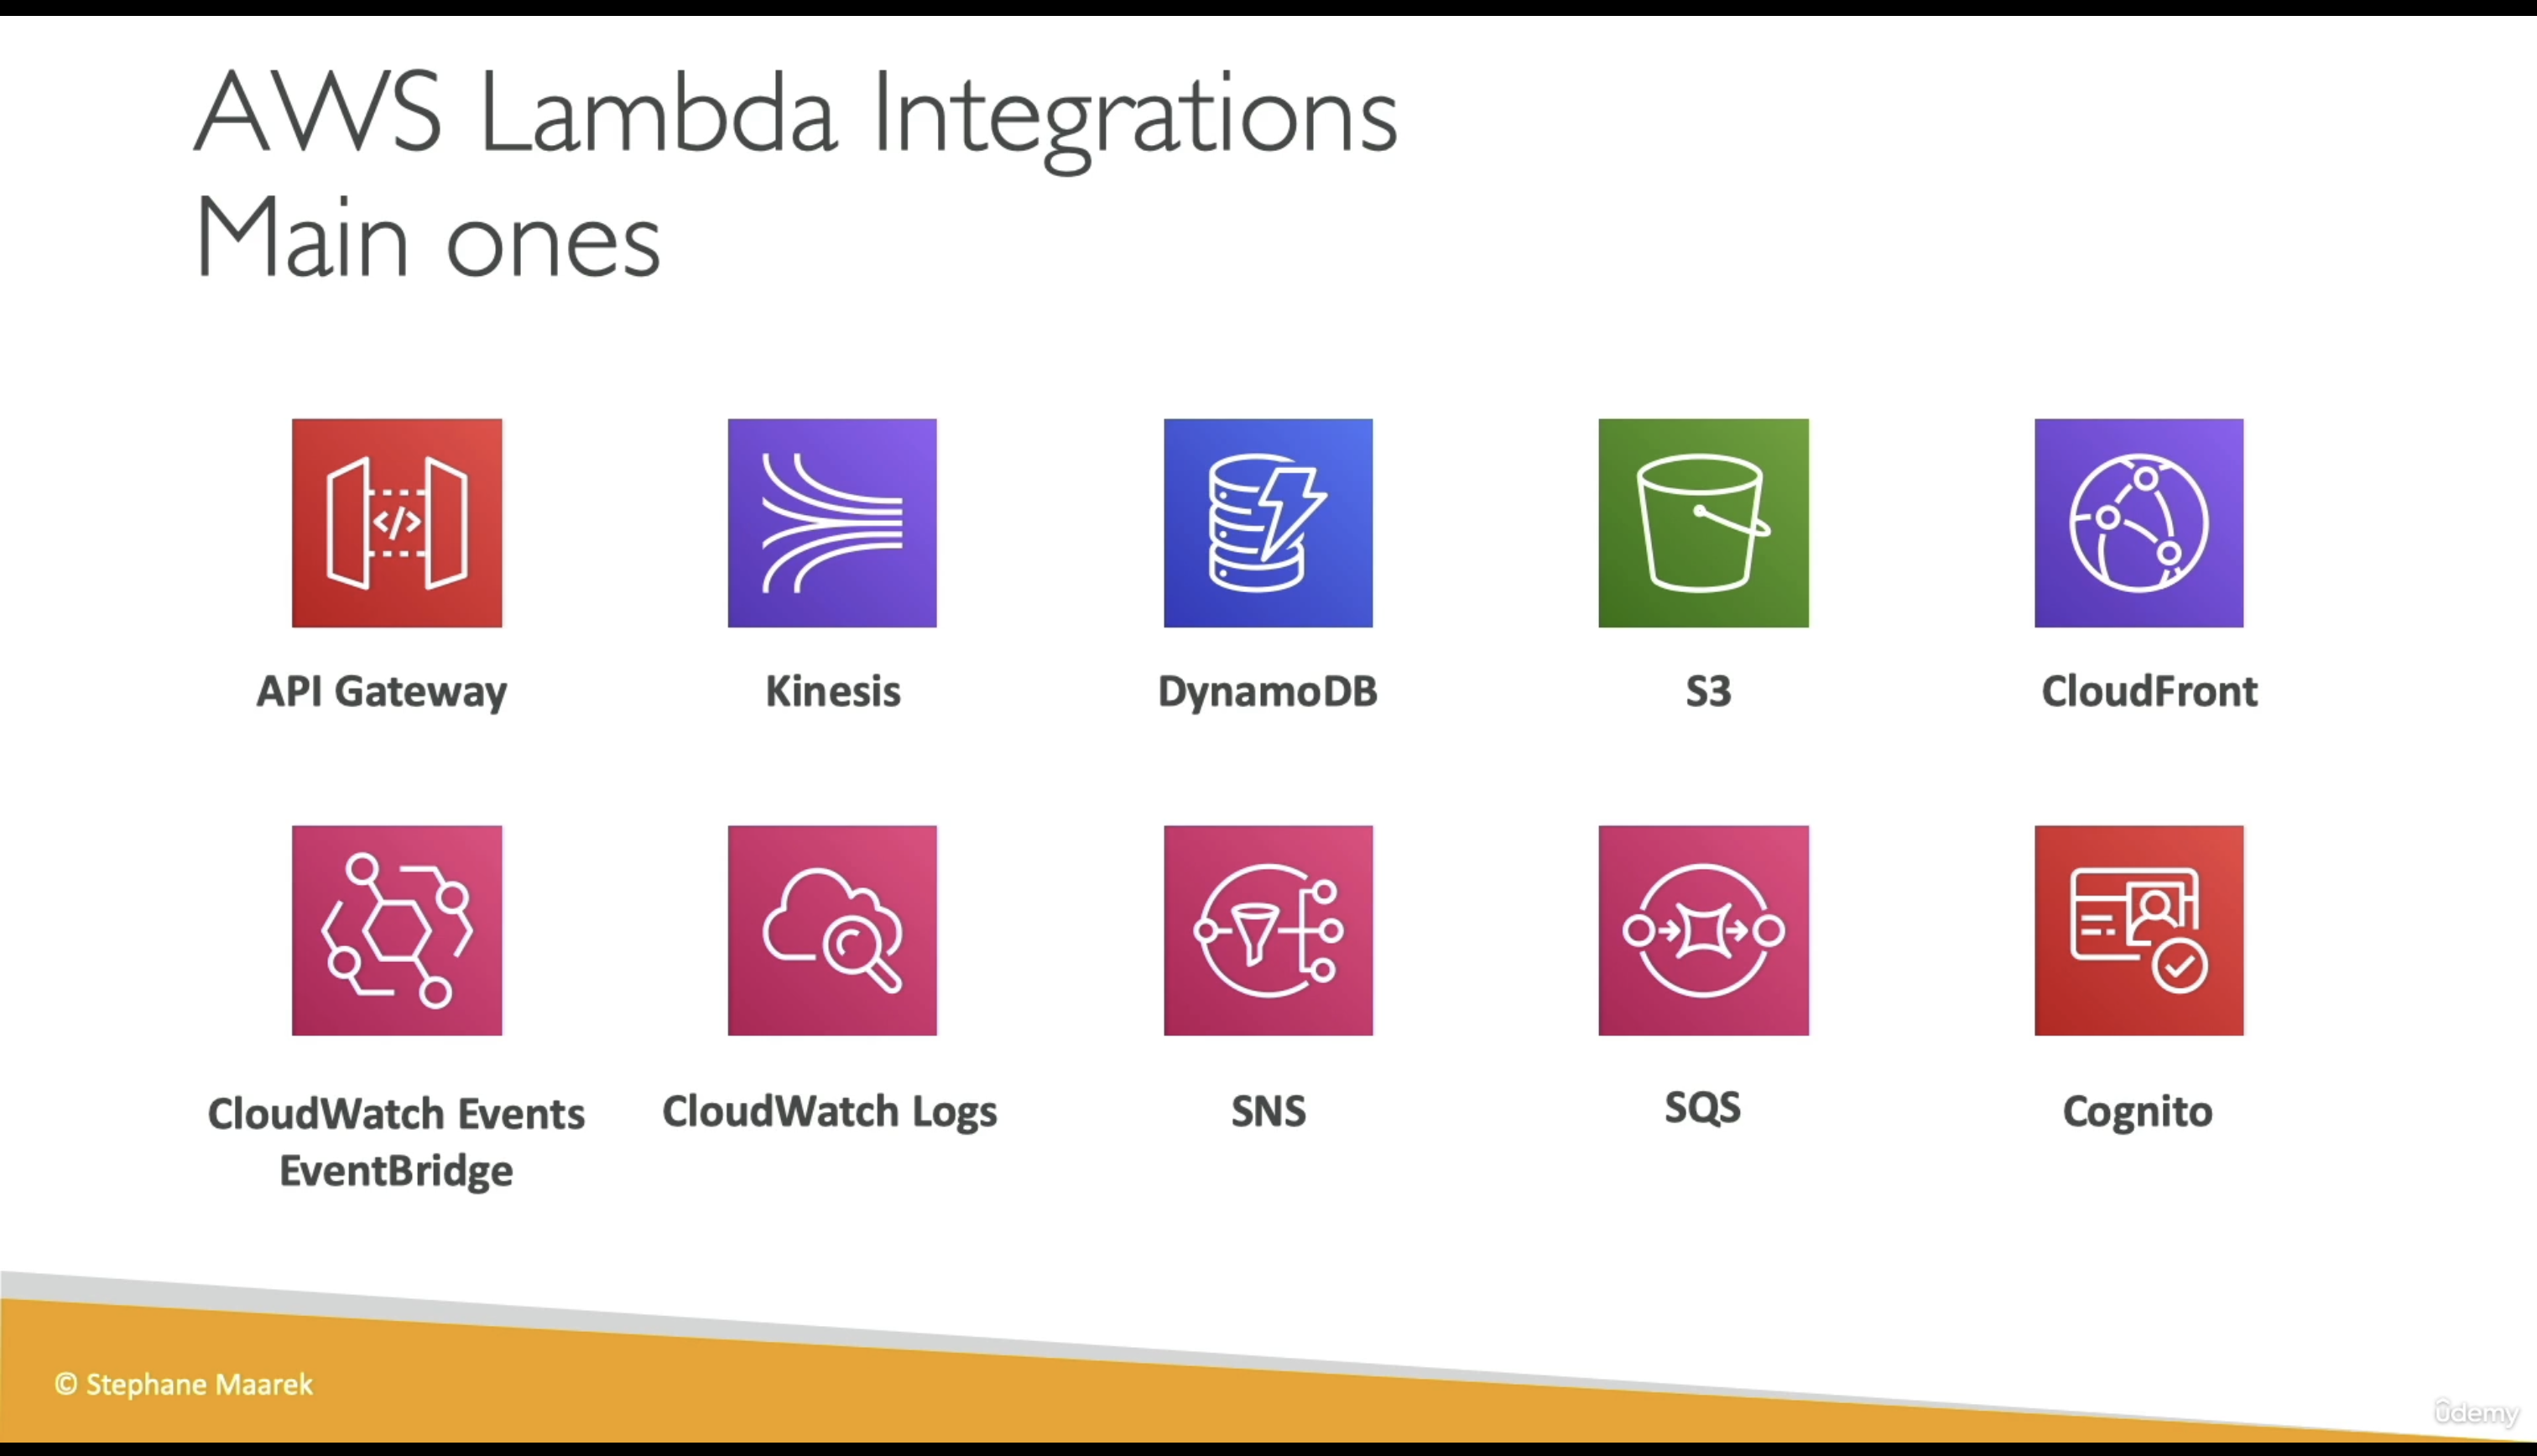 AWS Lambda Integrations
Main ones
</>
API Gateway
Kinesis
DynamoDB
S3
CloudFront
CloudWatch Events
EventBridge
CloudWatch Logs
SNS
SQS
Cognito
© Stephane Maarek
ûdemy